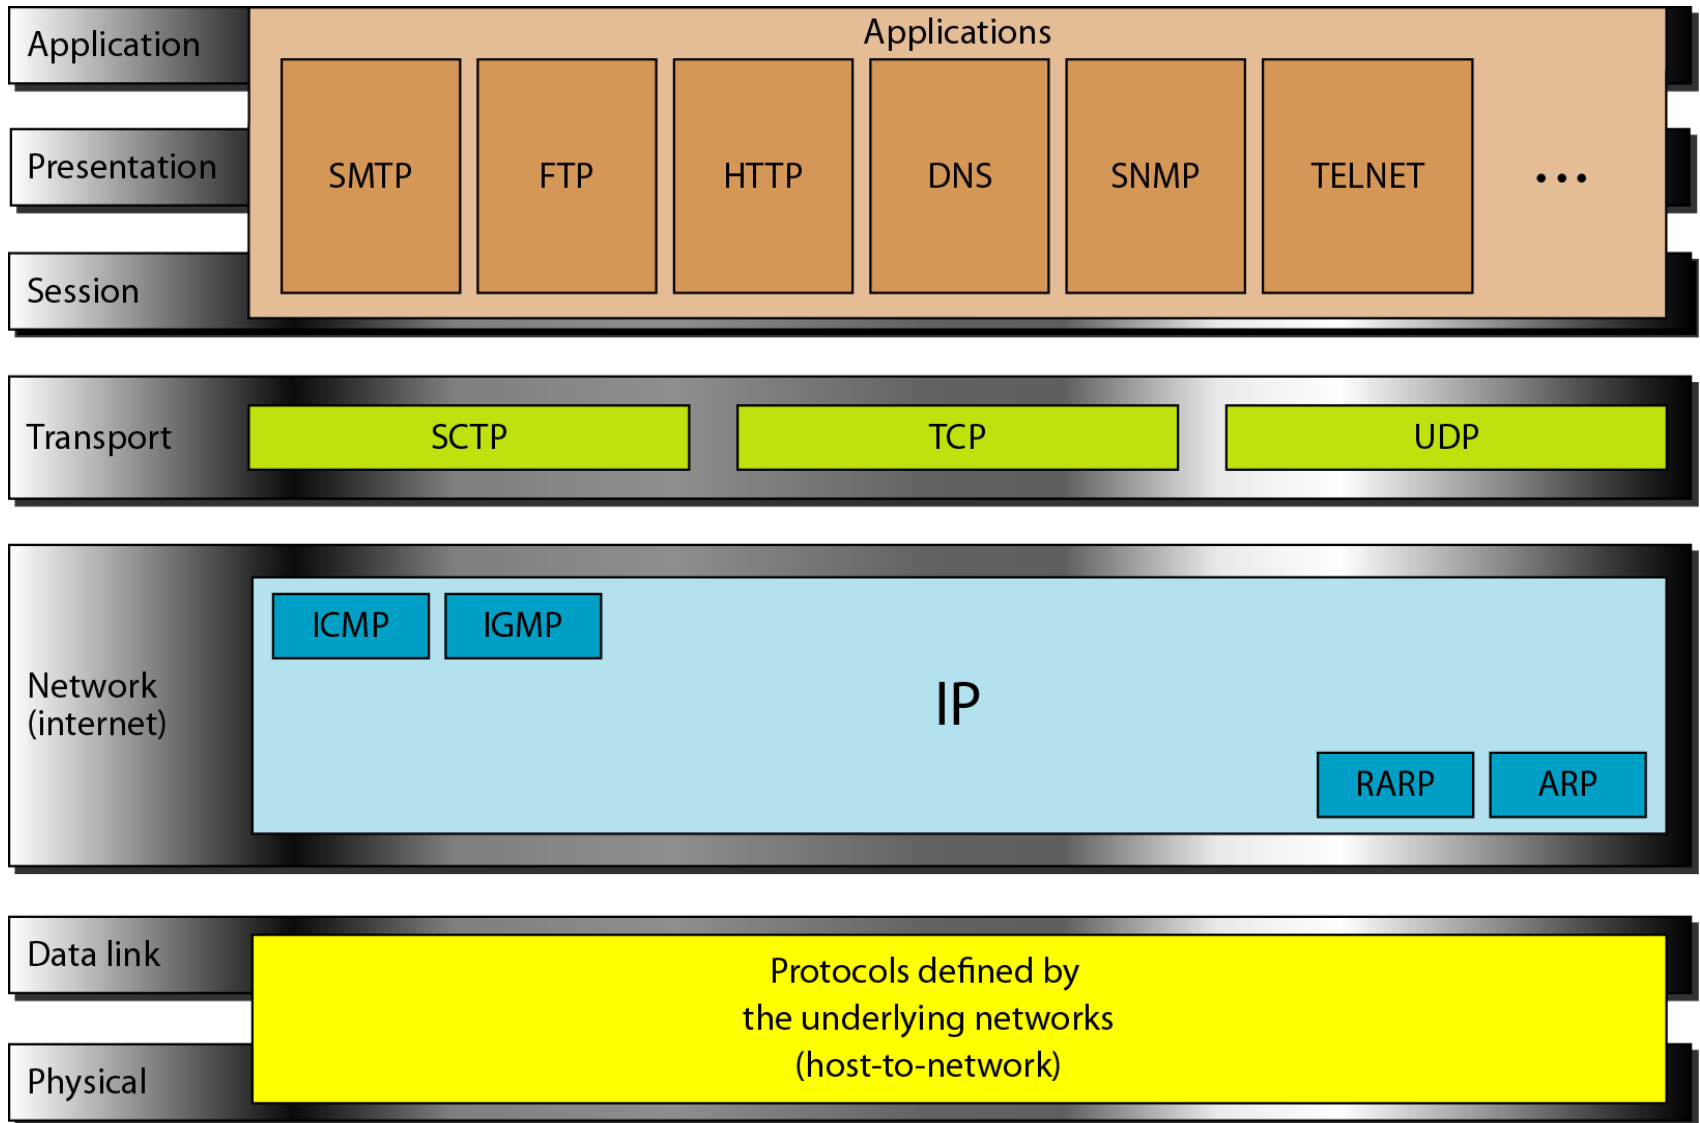 Application
Applications
Presentation
SMTP
FTP
HTTP
DNS
SNMP
TELNET
...
Session
Transport
SCTP
TCP
UDP
Network
(internet)
ICMP
IGMP
IP
RARP
ARP
Data link
Physical
Protocols defined by
the underlying networks
(host-to-network)